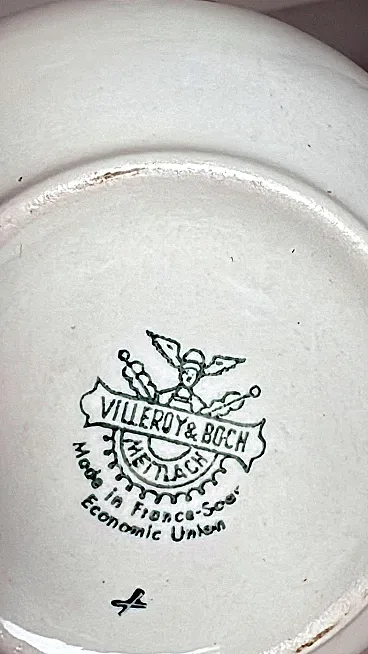 VILLEROY & BOCH
METTLACH
Made in France-Saar
Economic Union